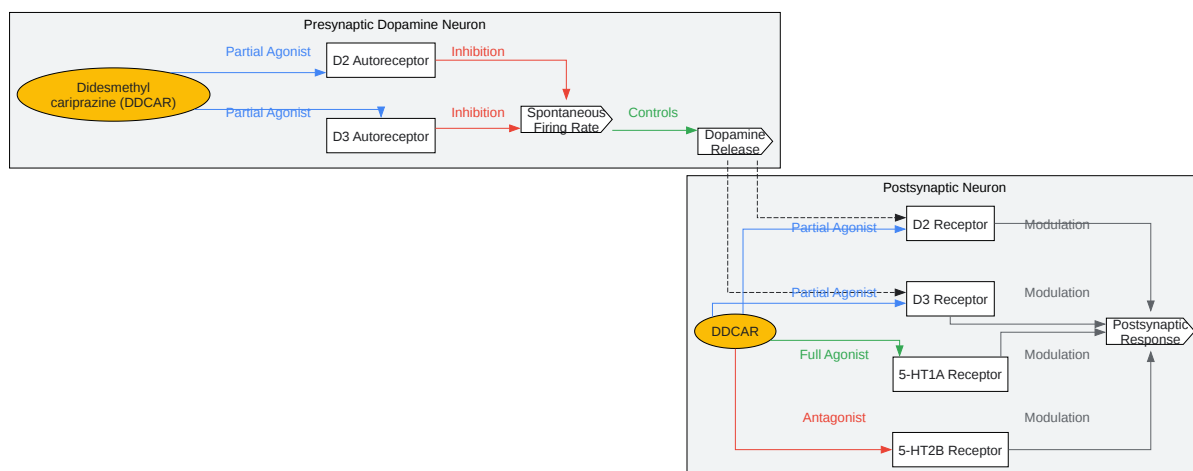 Presynaptic Dopamine Neuron
Partial Agonist
D2 Autoreceptor
Inhibition
Didesmethyl
cariprazine (DDCAR)
Partial Agonist
D3 Autoreceptor
Inhibition
Spontaneous
Firing Rate
Controls
Dopamine
Release
Postsynaptic Neuron
Partial Agonist
D2 Receptor
Modulation
Partial Agonist
D3 Receptor
Modulation
DDCAR
Postsynaptic
Response
Full Agonist
5-HT1A Receptor
Modulation
Antagonist
5-HT2B Receptor
Modulation